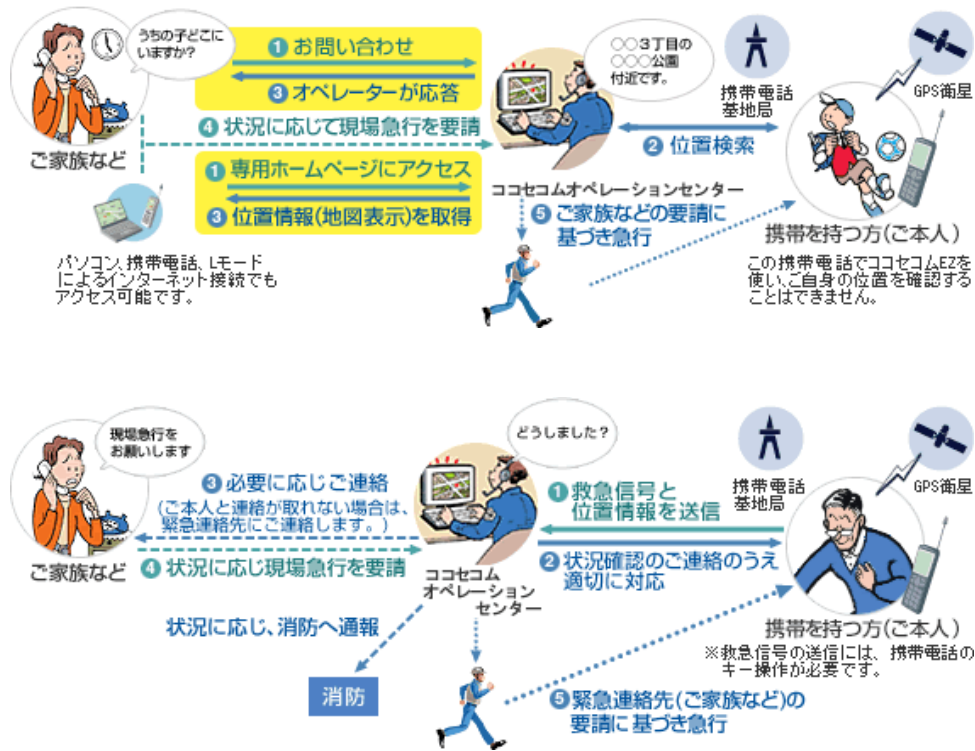 うちの子どこに
いますか?
❶お問い合わせ
❸オペレーターが応答
❹状況に応じて現場急行を要請
ご家族など
❶専用ホームページにアクセス
❸位置情報(地図表示)を取得
パソコン、携帯電話、Lモード
によるインターネット接続でも
アクセス可能です。
○○3丁目の
○○○公園
付近です。
携帯電話
基地局
GPS衛星
❷位置検索
ココセコムオペレーションセンター
❺ご家族などの要請に
基づき急行
携帯を持つ方(ご本人)
この携帯電話でココセコムEZを
使い、ご自身の位置を確認する
ことはできません。
現場急行を
お願いします
ご家族など
❸必要に応じご連絡
(ご本人と連絡が取れない場合は、
緊急連絡先にご連絡します。)
❹状況に応じ現場急行を要請
どうしました?
携帯電話
基地局
GPS衛星
❶救急信号と
位置情報を送信
❷状況確認のご連絡のうえ
適切に対応
ココセコム
オペレーション
センター
状況に応じ、消防へ通報
消防
携帯を持つ方(ご本人)
※救急信号の送信には、携帯電話の
キー操作が必要です。
❺緊急連絡先(ご家族など)の
要請に基づき急行